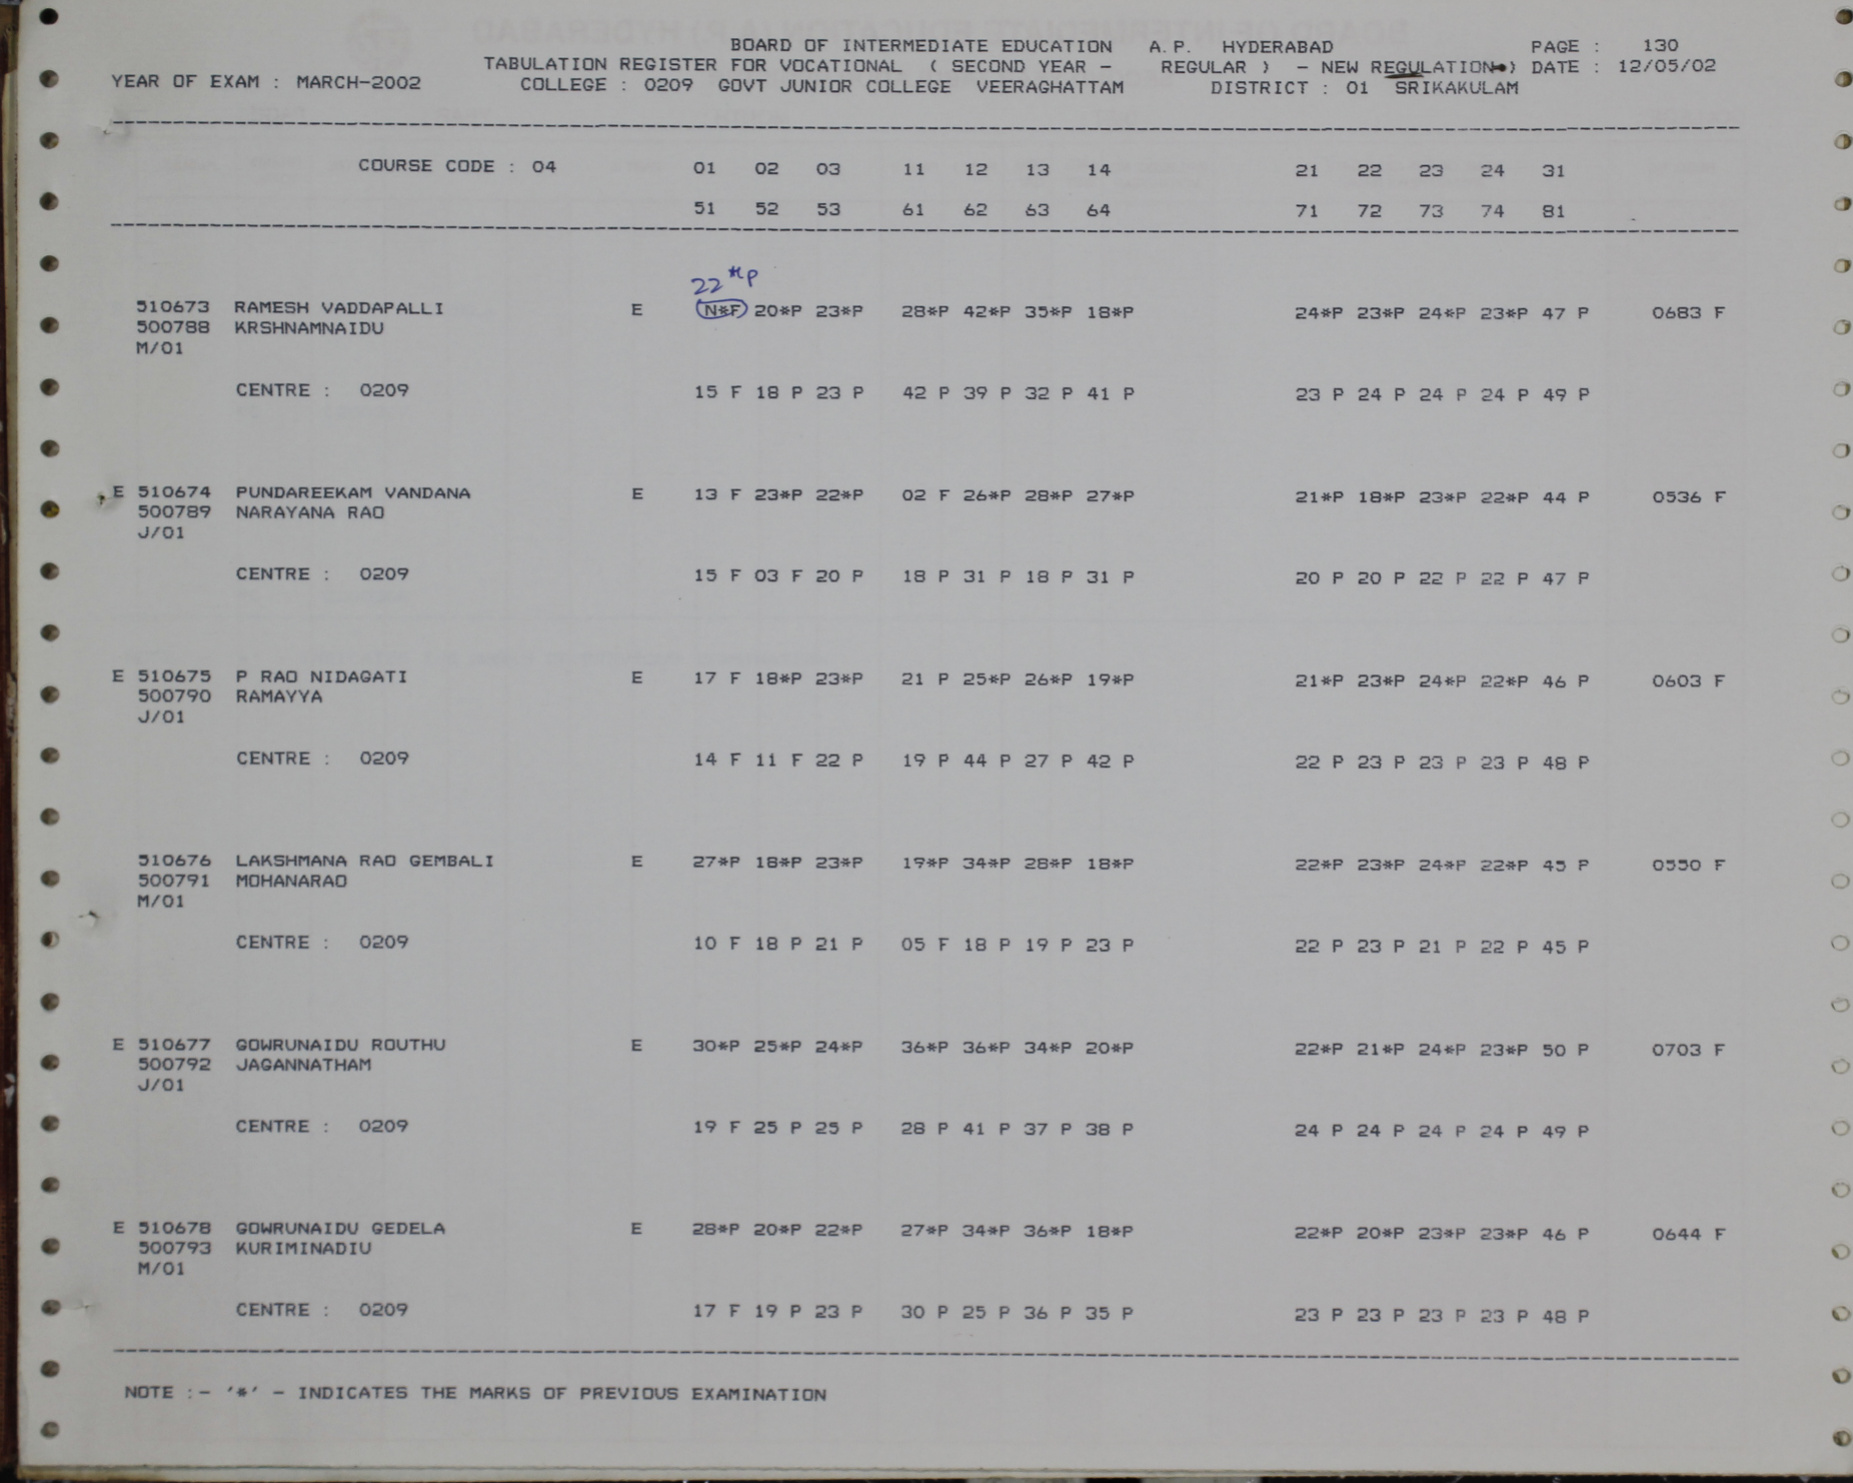 BOARD OF INTERMEDIATE EDUCATION A.P. HYDERABAD PAGE : 130
TABULATION REGISTER FOR VOCATIONAL ( SECOND YEAR - REGULAR ) - NEW REGULATION ) DATE : 12/05/02
YEAR OF EXAM : MARCH-2002 COLLEGE : 0209 GOVT JUNIOR COLLEGE VEERAGHATTAM DISTRICT : 01 SRIKAKULAM
COURSE CODE : 04 01 02 03 11 12 13 14 21 22 23 24 31
51 52 53 61 62 63 64 71 72 73 74 81
22*P
510673 RAMESH VADDAPALLI E N*F 20*P 23*P 28*P 42*P 35*P 18*P 24*P 23*P 24*P 23*P 47 P 0683 F
500788 KRSHNAMNAIDU
M/01
CENTRE : 0209 15 F 18 P 23 P 42 P 39 P 32 P 41 P 23 P 24 P 24 P 24 P 49 P
E 510674 PUNDAREEKAM VANDANA E 13 F 23*P 22*P 02 F 26*P 28*P 27*P 21*P 18*P 23*P 22*P 44 P 0536 F
500789 NARAYANA RAO
J/01
CENTRE : 0209 15 F 03 F 20 P 18 P 31 P 18 P 31 P 20 P 20 P 22 P 22 P 47 P
E 510675 P RAO NIDAGATI E 17 F 18*P 23*P 21 P 25*P 26*P 19*P 21*P 23*P 24*P 22*P 46 P 0603 F
500790 RAMAYYA
J/01
CENTRE : 0209 14 F 11 F 22 P 19 P 44 P 27 P 42 P 22 P 23 P 23 P 23 P 48 P
510676 LAKSHMANA RAO GEMBALI E 27*P 18*P 23*P 19*P 34*P 28*P 18*P 22*P 23*P 24*P 22*P 45 P 0550 F
500791 MOHANARAO
M/01
CENTRE : 0209 10 F 18 P 21 P 05 F 18 P 19 P 23 P 22 P 23 P 21 P 22 P 45 P
E 510677 GOWRUNAIDU ROUTHU E 30*P 25*P 24*P 36*P 36*P 34*P 20*P 22*P 21*P 24*P 23*P 50 P 0703 F
500792 JAGANNATHAM
J/01
CENTRE : 0209 19 F 25 P 25 P 28 P 41 P 37 P 38 P 24 P 24 P 24 P 24 P 49 P
E 510678 GOWRUNAIDU GEDELA E 28*P 20*P 22*P 27*P 34*P 36*P 18*P 22*P 20*P 23*P 23*P 46 P 0644 F
500793 KURIMINADIU
M/01
CENTRE : 0209 17 F 19 P 23 P 30 P 25 P 36 P 35 P 23 P 23 P 23 P 23 P 48 P
NOTE :- '*' - INDICATES THE MARKS OF PREVIOUS EXAMINATION